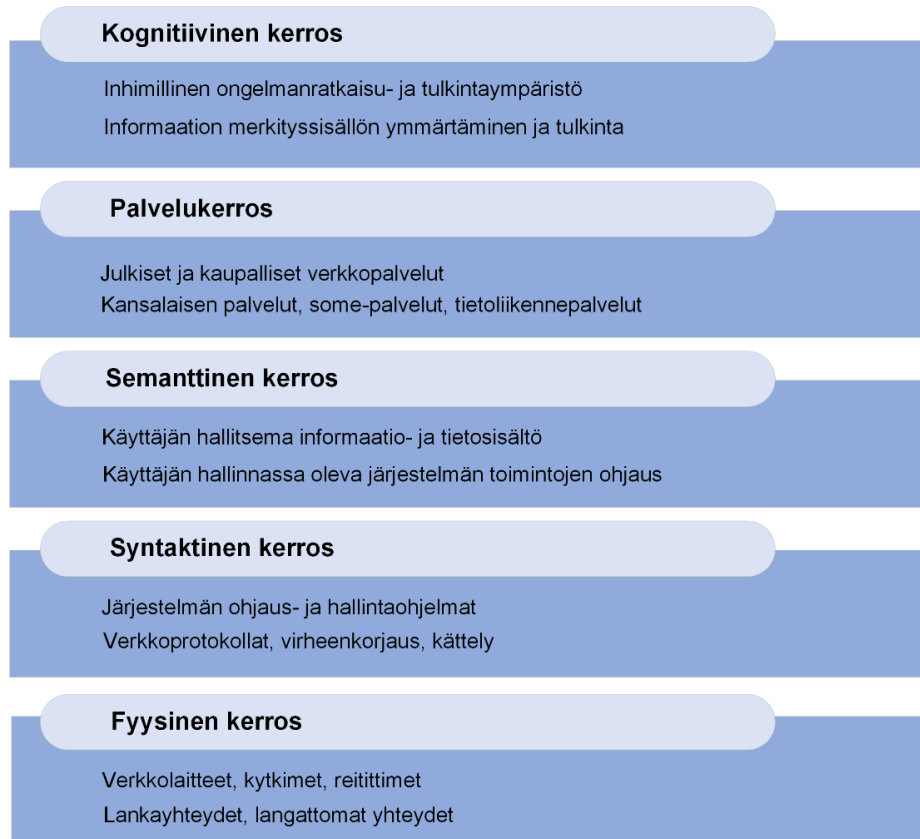 Kognitiivinen kerros
Inhimillinen ongelmanratkaisu- ja tulkintaympäristö
Informaation merkityssisällön ymmärtäminen ja tulkinta
Palvelukerros
Julkiset ja kaupalliset verkkopalvelut
Kansalaisen palvelut, some-palvelut, tietoliikennepalvelut
Semanttinen kerros
Käyttäjän hallitsema informaatio- ja tietosisältö
Käyttäjän hallinnassa oleva järjestelmän toimintojen ohjaus
Syntaktinen kerros
Järjestelmän ohjaus- ja hallintaohjelmat
Verkkoprotokollat, virheenkorjaus, kättely
Fyysinen kerros
Verkkolaitteet, kytkimet, reitittimet
Lankayhteydet, langattomat yhteydet